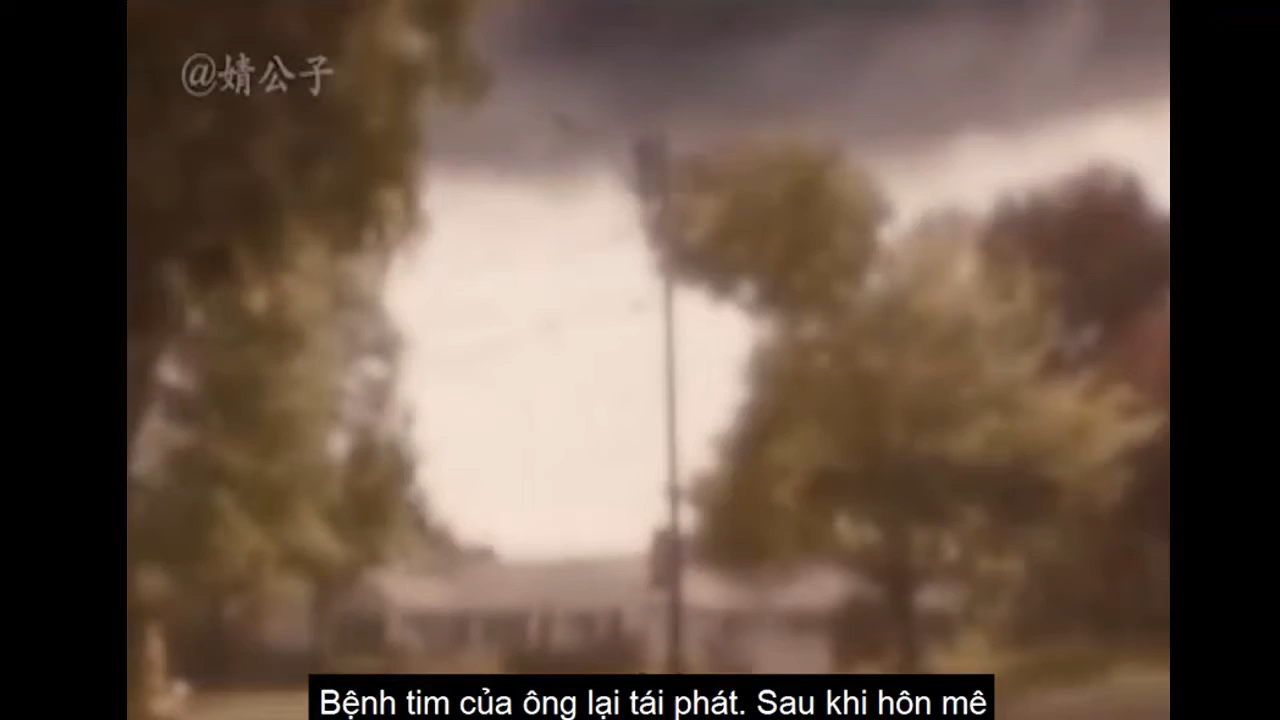 @婧公子
Bệnh tim của ông lại tái phát. Sau khi hôn mê